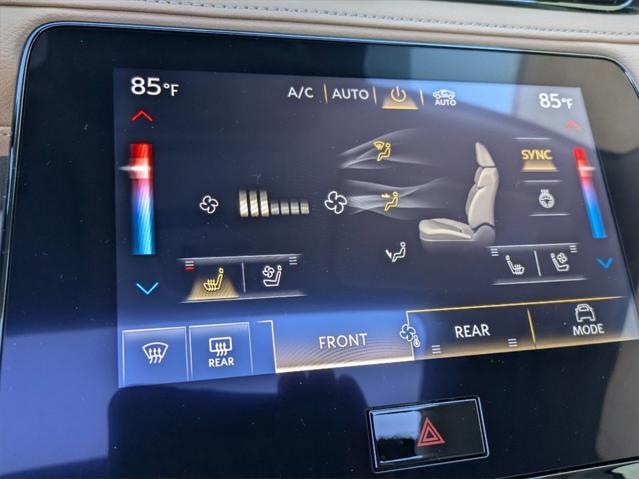 85°F A/C AUTO AUTO 85°F
SYNC
REAR FRONT REAR MODE